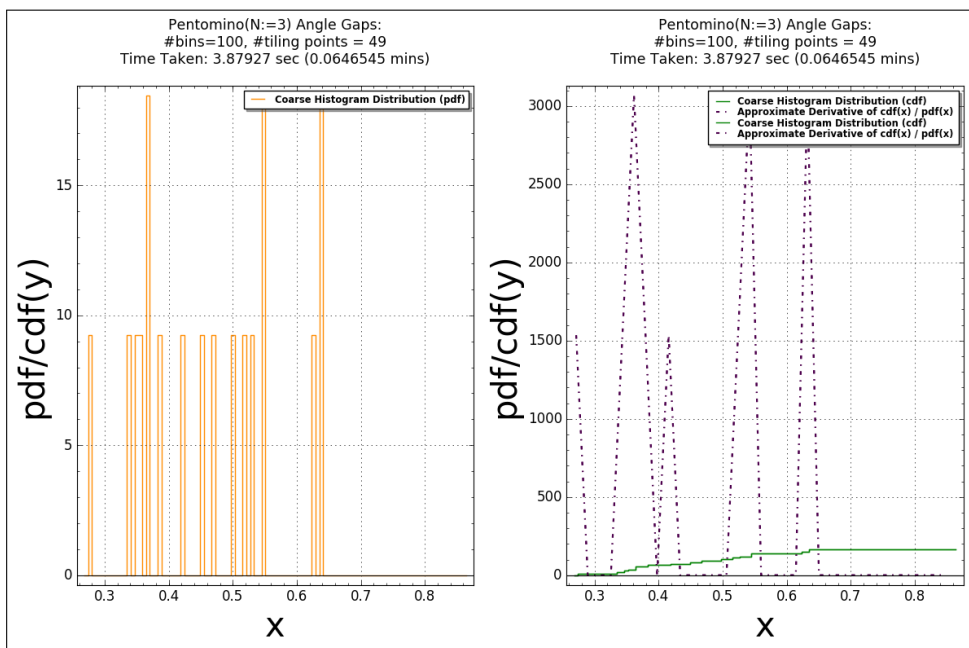 Pentomino(N:=3) Angle Gaps:
#bins=100, #tiling points = 49
Time Taken: 3.87927 sec (0.0646545 mins)
Coarse Histogram Distribution (pdf)
pdf/cdf(y)
15
10
5
0
0.3 0.4 0.5 0.6 0.7 0.8
x
Pentomino(N:=3) Angle Gaps:
#bins=100, #tiling points = 49
Time Taken: 3.87927 sec (0.0646545 mins)
Coarse Histogram Distribution (cdf)
Approximate Derivative of cdf(x) / pdf(x)
Coarse Histogram Distribution (cdf)
Approximate Derivative of cdf(x) / pdf(x)
pdf/cdf(y)
3000
2500
2000
1500
1000
500
0
0.3 0.4 0.5 0.6 0.7 0.8
x